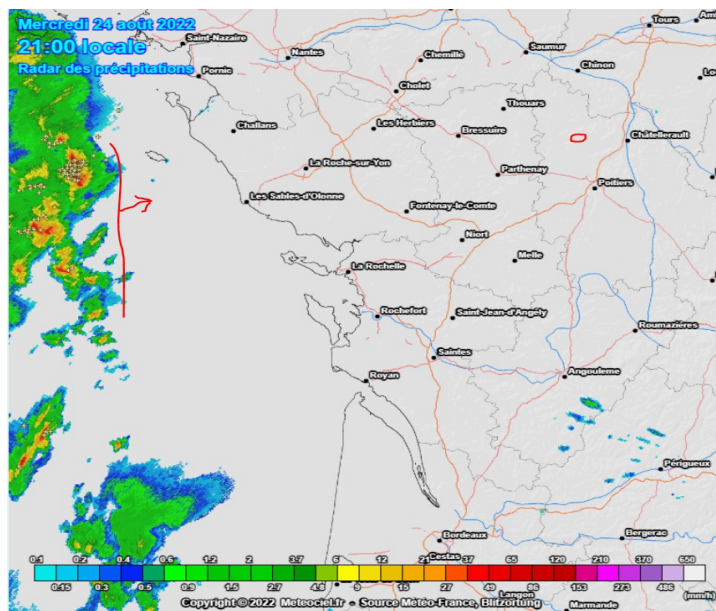 Mercredi 24 août 2022
21:00 locale
Radar des précipitations
Saint-Nazaire
Nantes
Chemillé
Saumur
Tours
Am
Pornic
Chinon
Lo
Cholet
Thouars
Challans
Les Herbiers
Bressuire
Châtellerault
La Roche-sur-Yon
Parthenay
Poitiers
Les Sables-d'Olonne
Fontenay-le-Comte
Niort
Melle
La Rochelle
Rochefort
Saint-Jean-d'Angély
Roumazières
Saintes
Royan
Angouleme
Périgueux
Bordeaux
Bergerac
Cestas
0.1 0.2 0.4 0.6 1 2 3.7 6 12 21 37 65 115 210 370 650
0.15 0.3 0.5 0.9 1.5 2.7 4.8 9 15 27 49 86 153 273 486 (mm/h)
Langon
Copyright © 2022 Meteociel.fr - Source Météo-France, Blitzortung
Marmande